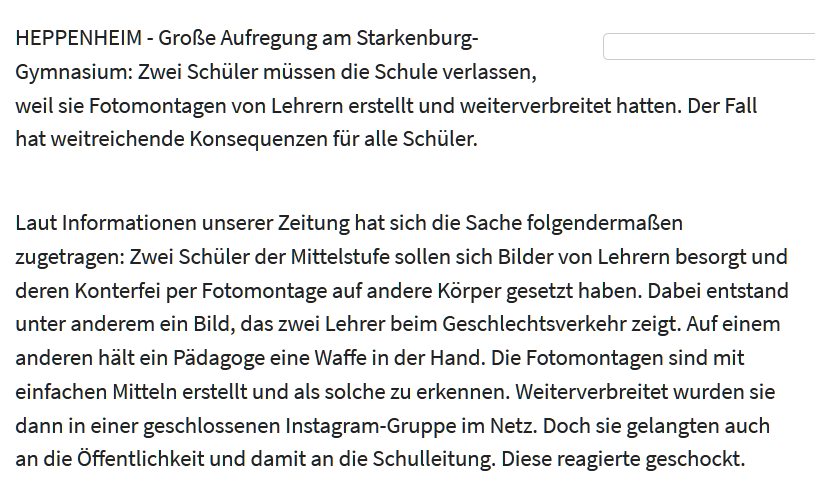 HEPPENHEIM - Große Aufregung am Starkenburg-
Gymnasium: Zwei Schüler müssen die Schule verlassen,
weil sie Fotomontagen von Lehrern erstellt und weiterverbreitet hatten. Der Fall
hat weitreichende Konsequenzen für alle Schüler.
Laut Informationen unserer Zeitung hat sich die Sache folgendermaßen
zugetragen: Zwei Schüler der Mittelstufe sollen sich Bilder von Lehrern besorgt und
deren Konterfei per Fotomontage auf andere Körper gesetzt haben. Dabei entstand
unter anderem ein Bild, das zwei Lehrer beim Geschlechtsverkehr zeigt. Auf einem
anderen hält ein Pädagoge eine Waffe in der Hand. Die Fotomontagen sind mit
einfachen Mitteln erstellt und als solche zu erkennen. Weiterverbreitet wurden sie
dann in einer geschlossenen Instagram-Gruppe im Netz. Doch sie gelangten auch
an die Öffentlichkeit und damit an die Schulleitung. Diese reagierte geschockt.